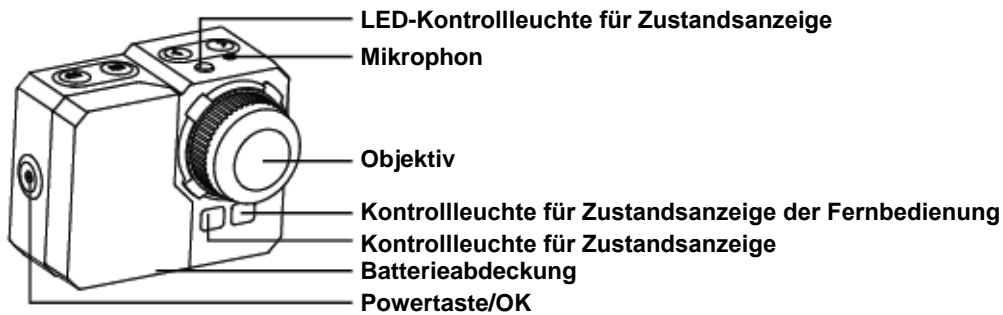 LED-Kontrollleuchte für Zustandsanzeige
Mikrophon
Objektiv
Kontrollleuchte für Zustandsanzeige der Fernbedienung
Kontrollleuchte für Zustandsanzeige
Batterieabdeckung
Powertaste/OK